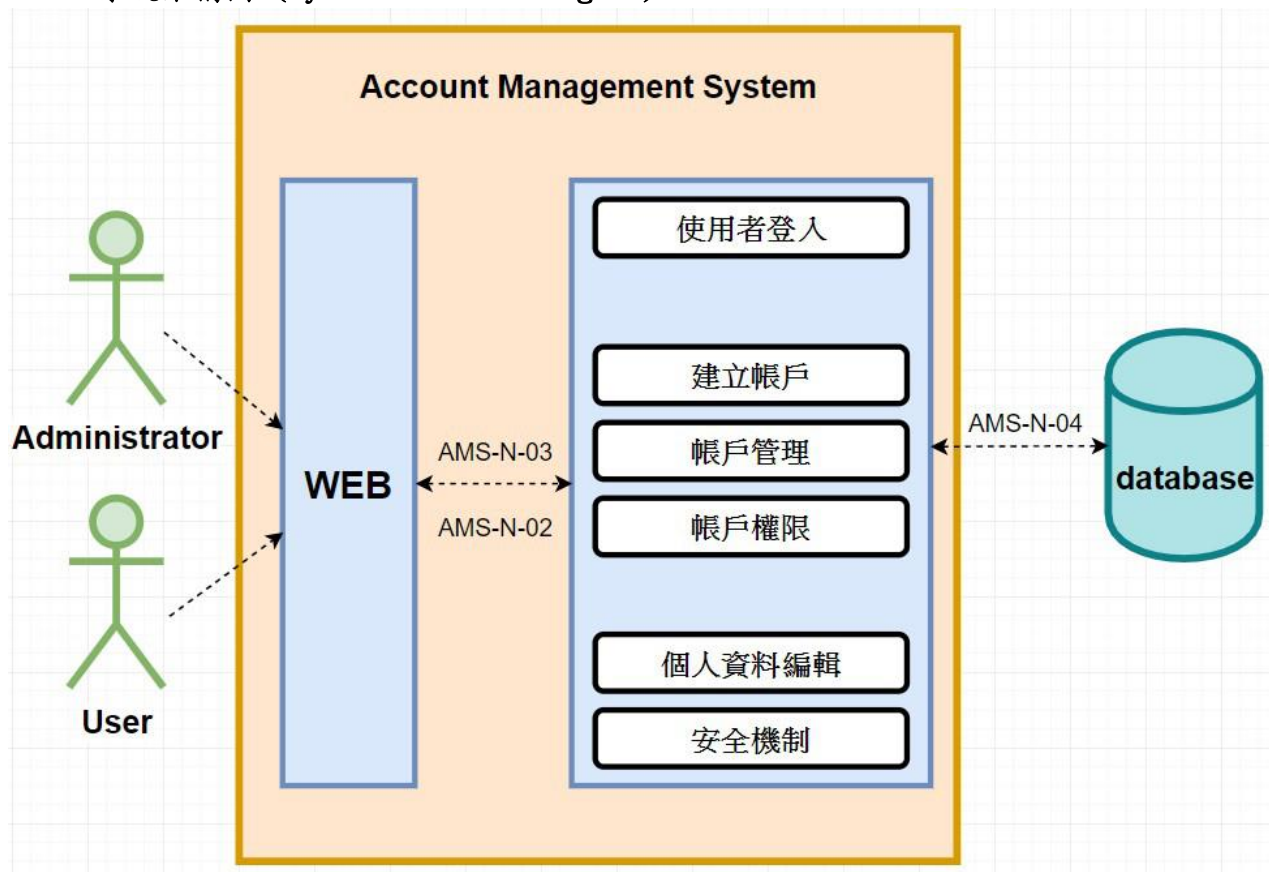 Account Management System
使用者登入
建立帳戶
Administrator
WEB
AMS-N-03
AMS-N-02
帳戶管理
帳戶權限
AMS-N-04
database
User
個人資料編輯
安全機制